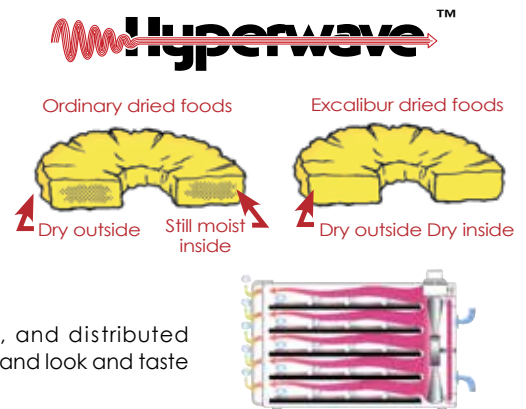 Hyperwave™
Ordinary dried foods
Excalibur dried foods
Dry outside
Still moist
inside
Dry outside Dry inside
, and distributed
and look and taste